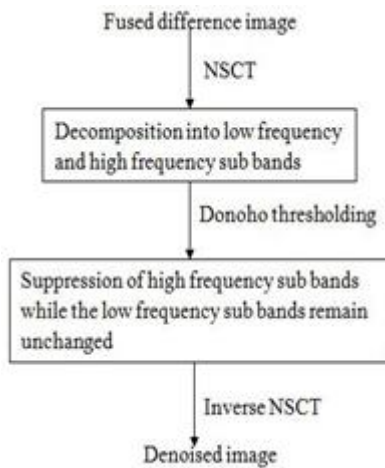 Fused difference image
NSCT
Decomposition into low frequency
and high frequency sub bands
Donoho thresholding
Suppression of high frequency sub bands
while the low frequency sub bands remain
unchanged
Inverse NSCT
Denoised image